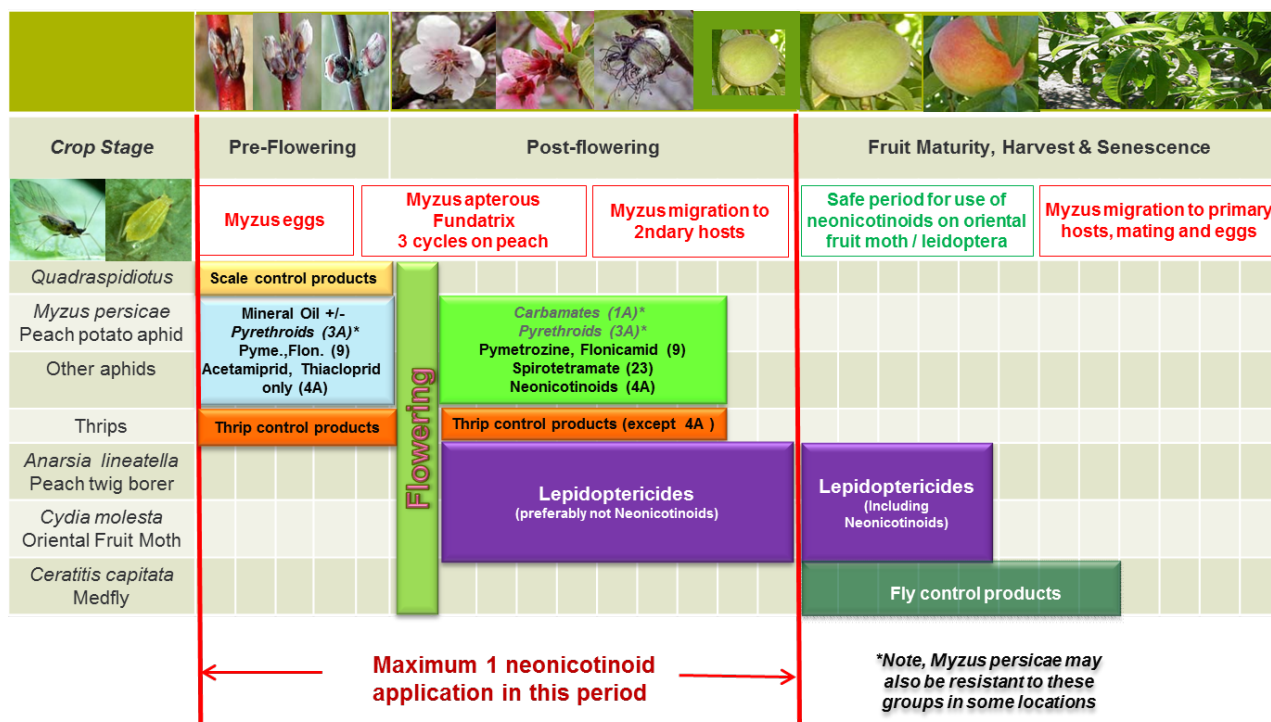 Crop Stage
Pre-Flowering
Post-flowering
Fruit Maturity, Harvest & Senescence
Myzus eggs
Myzus apterous
Fundatrix
3 cycles on peach
Myzus migration to
2ndary hosts
Safe period for use of
neonicotinoids on oriental
fruit moth / leidoptera
Myzus migration to primary
hosts, mating and eggs
Quadraspidiotus
Scale control products
Myzus persicae
Peach potato aphid
Other aphids
Mineral Oil +/-
Pyrethroids (3A)*
Pyme.,Flon. (9)
Acetamiprid, Thiacloprid
only (4A)
Flowering
Carbamates (1A)*
Pyrethroids (3A)*
Pymetrozine, Flonicamid (9)
Spirotetramate (23)
Neonicotinoids (4A)
Thrips
Thrip control products
Thrip control products (except 4A )
Anarsia lineatella
Peach twig borer
Cydia molesta
Oriental Fruit Moth
Lepidoptericides
(preferably not Neonicotinoids)
Lepidoptericides
(Including
Neonicotinoids)
Ceratitis capitata
Medfly
Fly control products
Maximum 1 neonicotinoid
application in this period
*Note, Myzus persicae may
also be resistant to these
groups in some locations